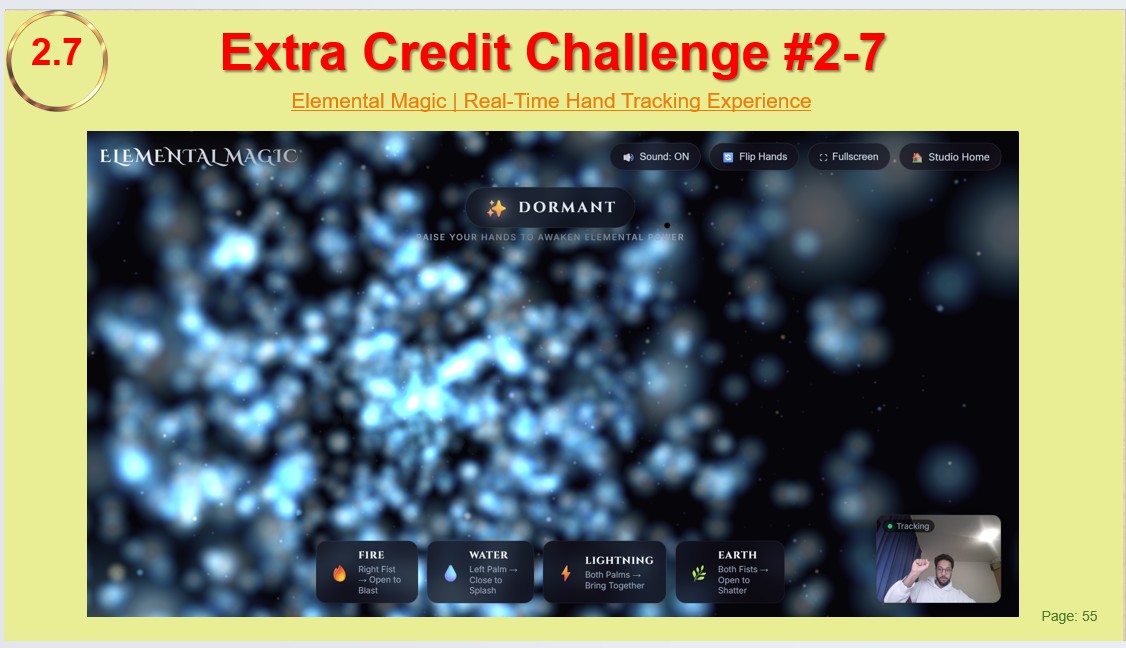 2.7
Extra Credit Challenge #2-7
Elemental Magic | Real-Time Hand Tracking Experience
ELEMENTAL MAGIC
Sound: ON
Flip Hands
Fullscreen
Studio Home
DORMANT
RAISE YOUR HANDS TO AWAKEN ELEMENTAL POWER
FIRE
Right Fist
→ Open to
Blast
WATER
Left Palm →
Close to
Splash
LIGHTNING
Both Palms →
Bring Together
EARTH
Both Fists →
Open to
Shatter
Tracking
Page: 55